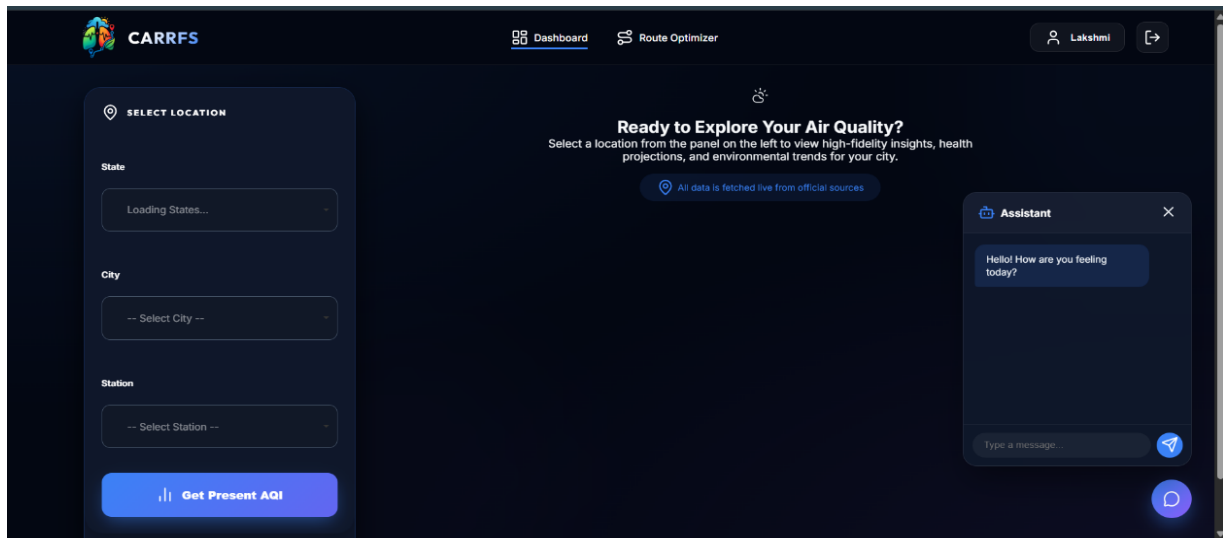 CARRFS
Dashboard
Route Optimizer
Lakshmi
SELECT LOCATION
State
Loading States...
City
-- Select City --
Station
-- Select Station --
Get Present AQI
Ready to Explore Your Air Quality?
Select a location from the panel on the left to view high-fidelity insights, health
projections, and environmental trends for your city.
All data is fetched live from official sources
Assistant
Hello! How are you feeling
today?
Type a message...